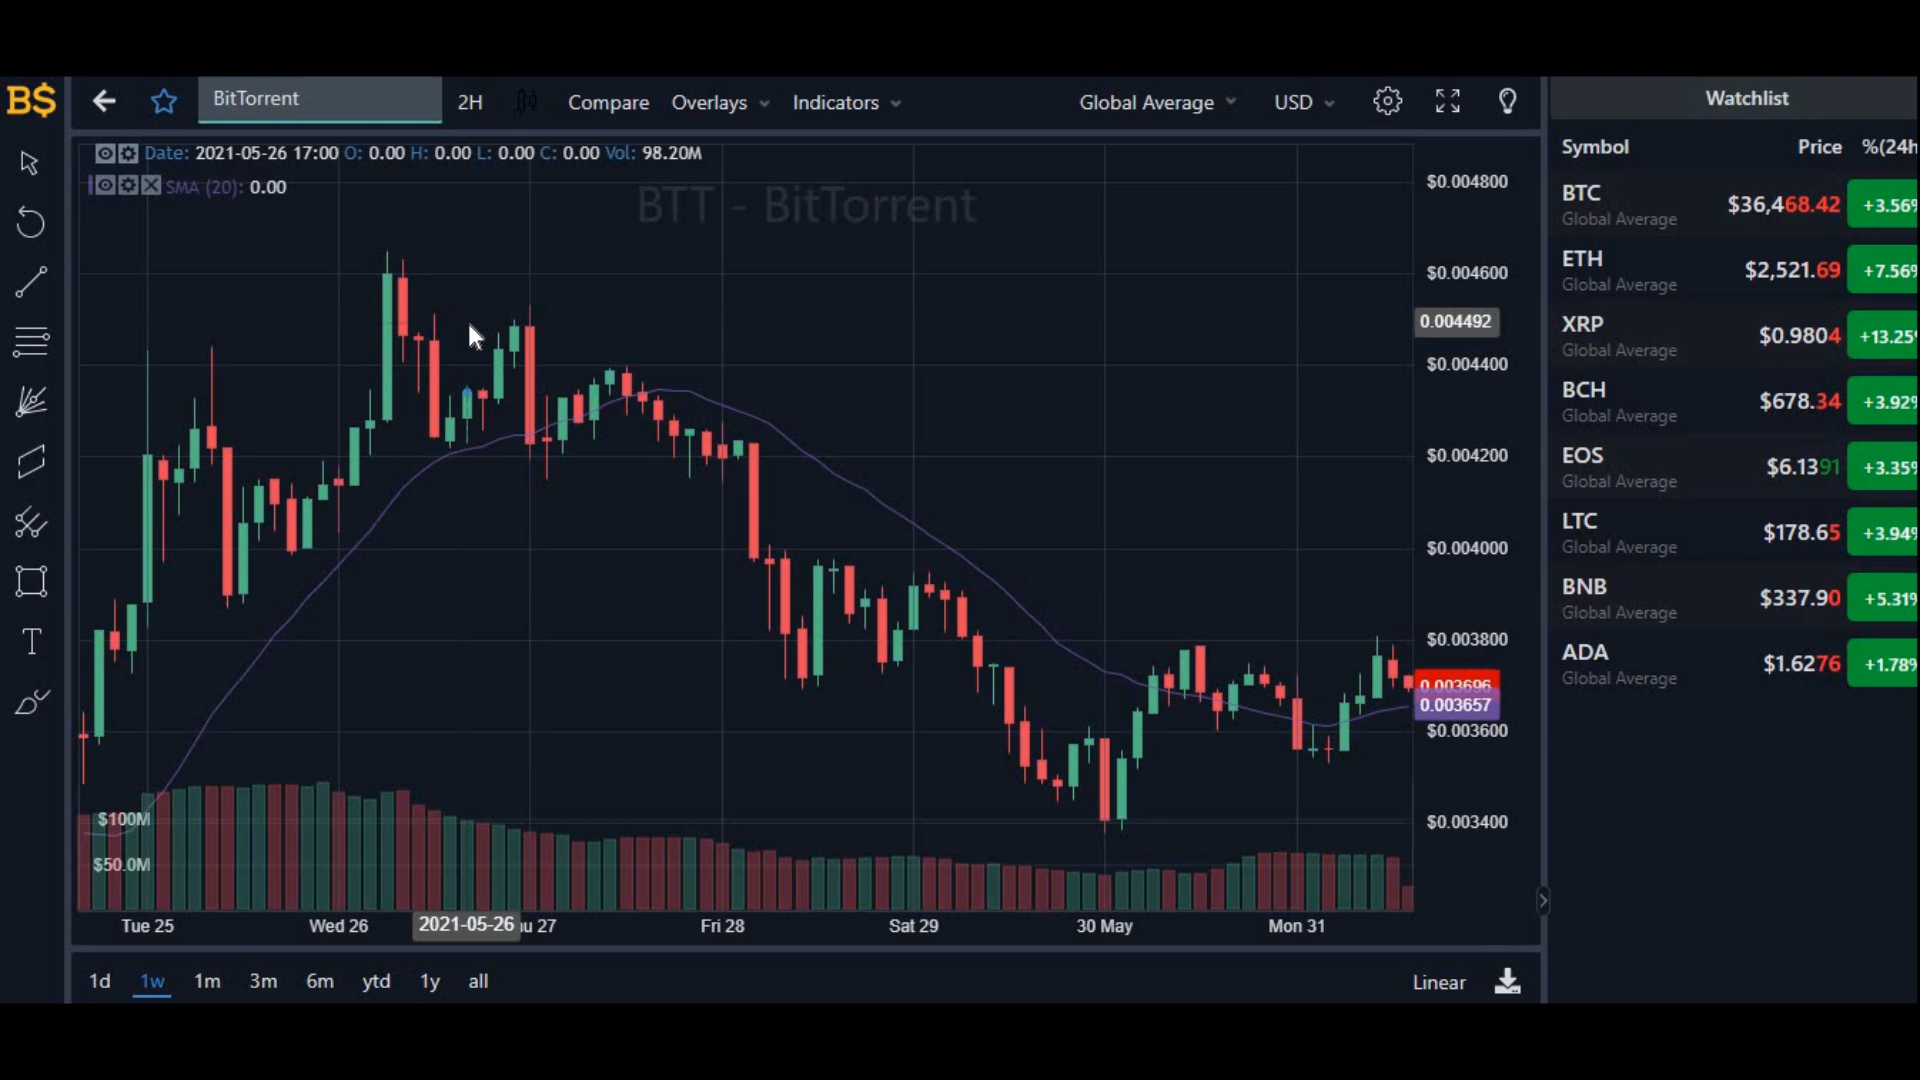 B$
BitTorrent
2H
Compare
Overlays
Indicators
Global Average
USD
Date: 2021-05-26 17:00 O: 0.00 H: 0.00 L: 0.00 C: 0.00 Vol: 98.20M
SMA (20): 0.00
BTT - BitTorrent
$0.004800
$0.004600
0.004492
$0.004400
$0.004200
$0.004000
$0.003800
0.003696
0.003657
$0.003600
$0.003400
$100M
$50.0M
Tue 25
Wed 26
2021-05-26
u 27
Fri 28
Sat 29
30 May
Mon 31
1d
1w
1m
3m
6m
ytd
1y
all
Linear
T
Watchlist
Symbol Price %(24h
BTC $36,468.42 +3.56%
Global Average
ETH $2,521.69 +7.56%
Global Average
XRP $0.9804 +13.25
Global Average
BCH $678.34 +3.92%
Global Average
EOS $6.1391 +3.35%
Global Average
LTC $178.65 +3.94%
Global Average
BNB $337.90 +5.31%
Global Average
ADA $1.6276 +1.78%
Global Average